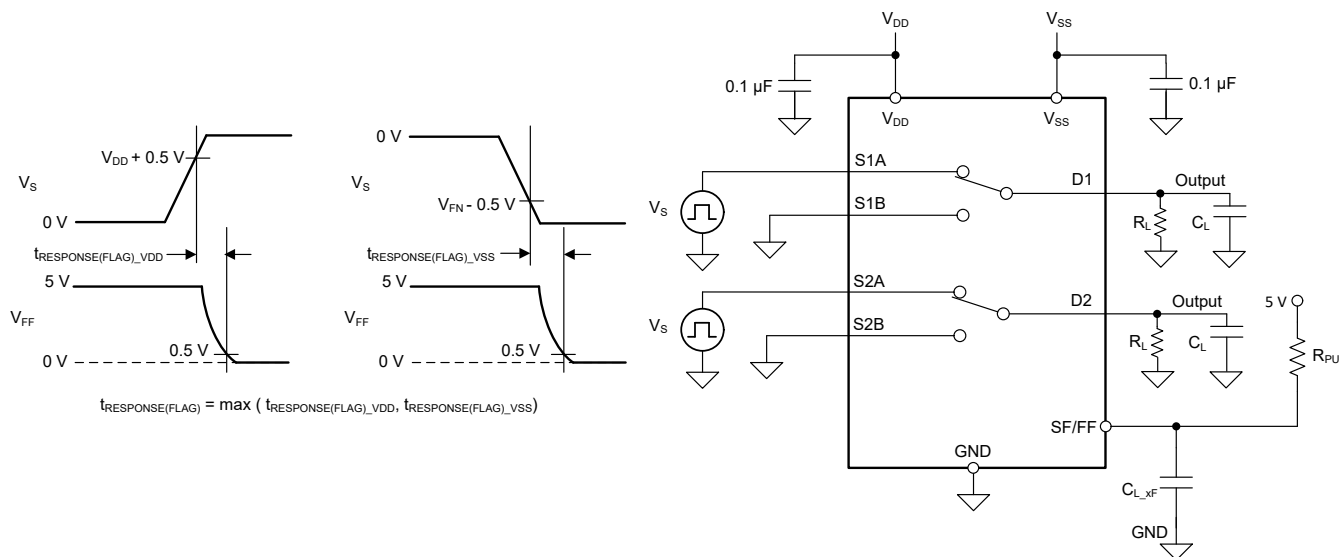 V_DD + 0.5 V
V_S
0 V
t_RESPONSE(FLAG)_VDD
5 V
V_FF
0.5 V
0 V
0 V
V_S
V_FN - 0.5 V
t_RESPONSE(FLAG)_VSS
5 V
V_FF
0.5 V
0 V
t_RESPONSE(FLAG) = max ( t_RESPONSE(FLAG)_VDD, t_RESPONSE(FLAG)_VSS)
V_DD
V_SS
0.1 µF
0.1 µF
V_DD
V_SS
S1A
D1
Output
V_S
S1B
R_L
C_L
S2A
D2
Output
5 V
V_S
S2B
R_L
C_L
R_PU
SF/FF
GND
C_L_xF
GND